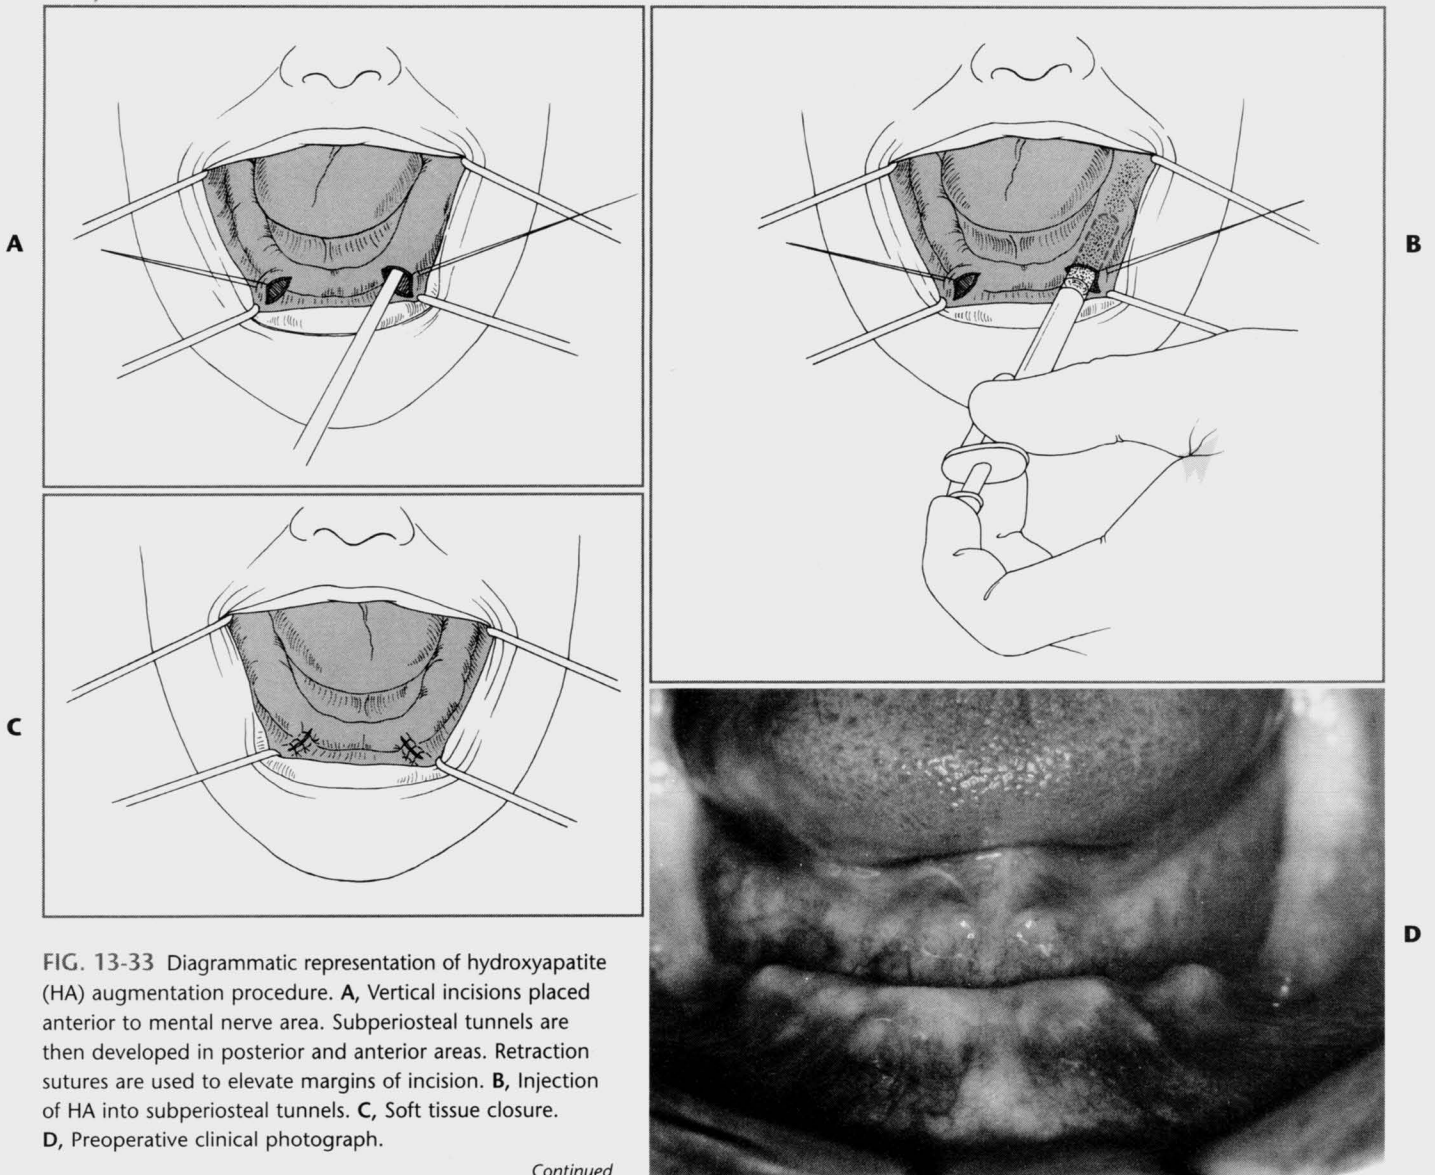 A
B
C
D
FIG. 13-33 Diagrammatic representation of hydroxyapatite
(HA) augmentation procedure. A, Vertical incisions placed
anterior to mental nerve area. Subperiosteal tunnels are
then developed in posterior and anterior areas. Retraction
sutures are used to elevate margins of incision. B, Injection
of HA into subperiosteal tunnels. C, Soft tissue closure.
D, Preoperative clinical photograph.
Continued